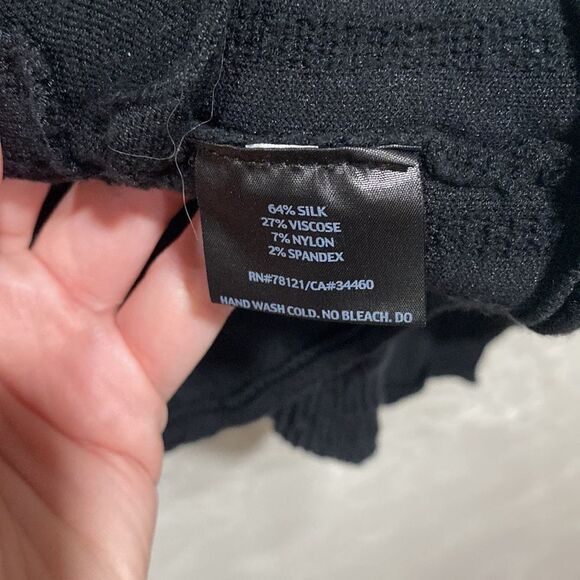 64% SILK
27% VISCOSE
7% NYLON
2% SPANDEX
RN#78121/CA#34460
HAND WASH COLD. NO BLEACH. DO